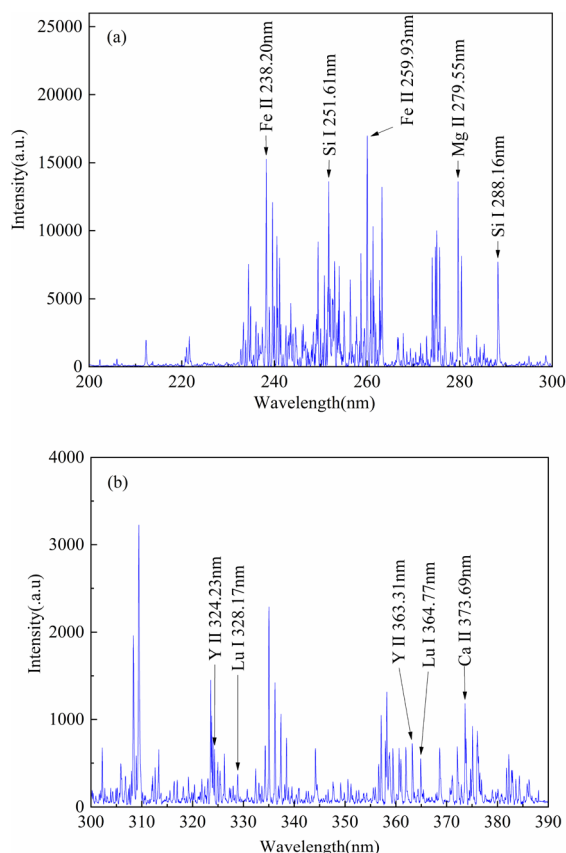 (a)
25000
20000
15000
10000
5000
0
Intensity(a.u.)
Fe II 238.20nm
Si I 251.61nm
Fe II 259.93nm
Mg II 279.55nm
Si I 288.16nm
200 220 240 260 280 300
Wavelength(nm)
(b)
4000
3000
2000
1000
0
Intensity(.a.u)
Y II 324.23nm
Lu I 328.17nm
Y II 363.31nm
Lu I 364.77nm
Ca II 373.69nm
300 310 320 330 340 350 360 370 380 390
Wavelength(nm)